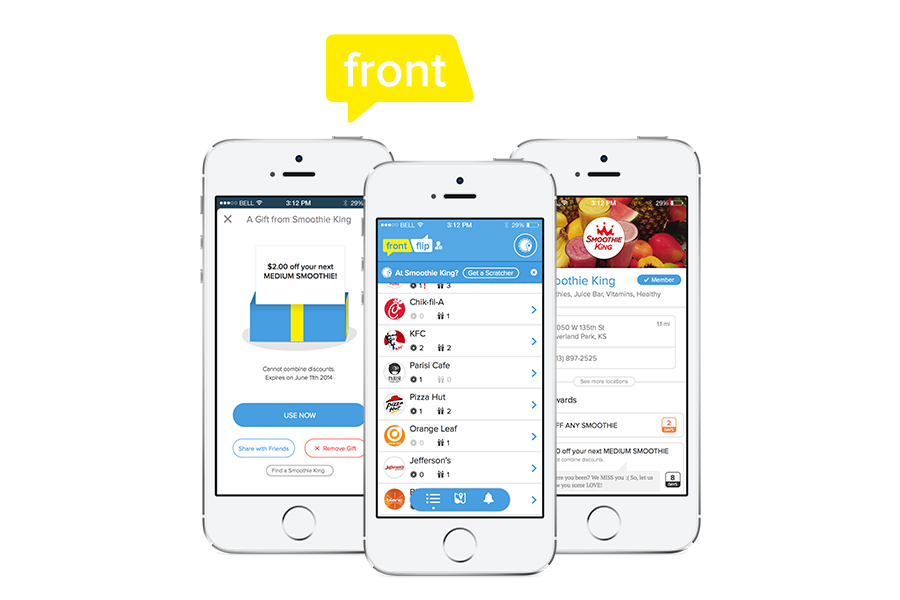 front
BELL 3:12 PM 29%
A Gift from Smoothie King
$2.00 off your next
MEDIUM SMOOTHIE!
Cannot combine discounts.
Expires on June 11th 2014
USE NOW
Share with Friends
✕ Remove Gift
Find a Smoothie King
BELL 3:12 PM 29%
front flip
At Smoothie King? Get a Scratcher
1! 3
Chik-fil-A
0 1
KFC
2 2
Parisi Cafe
1 0
Pizza Hut
1 2
Orange Leaf
0 1
Jefferson's
0 1
3:12 PM 29%
SMOOTHIE
KING
oothie King
✓ Member
thies, Juice Bar, Vitamins, Healthy
050 W 135th St
1.1 mi
verland Park, KS
13) 897-2525
See more locations
wards
FF ANY SMOOTHIE
2
DAYS
0 off your next MEDIUM SMOOTHIE
t combine discounts.
ere you been? We MISS you :( So, let us
w you some LOVE!
8
DAYS